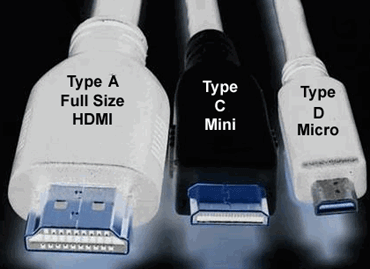 Type A
Full Size
HDMI
Type
C
Mini
Type
D
Micro